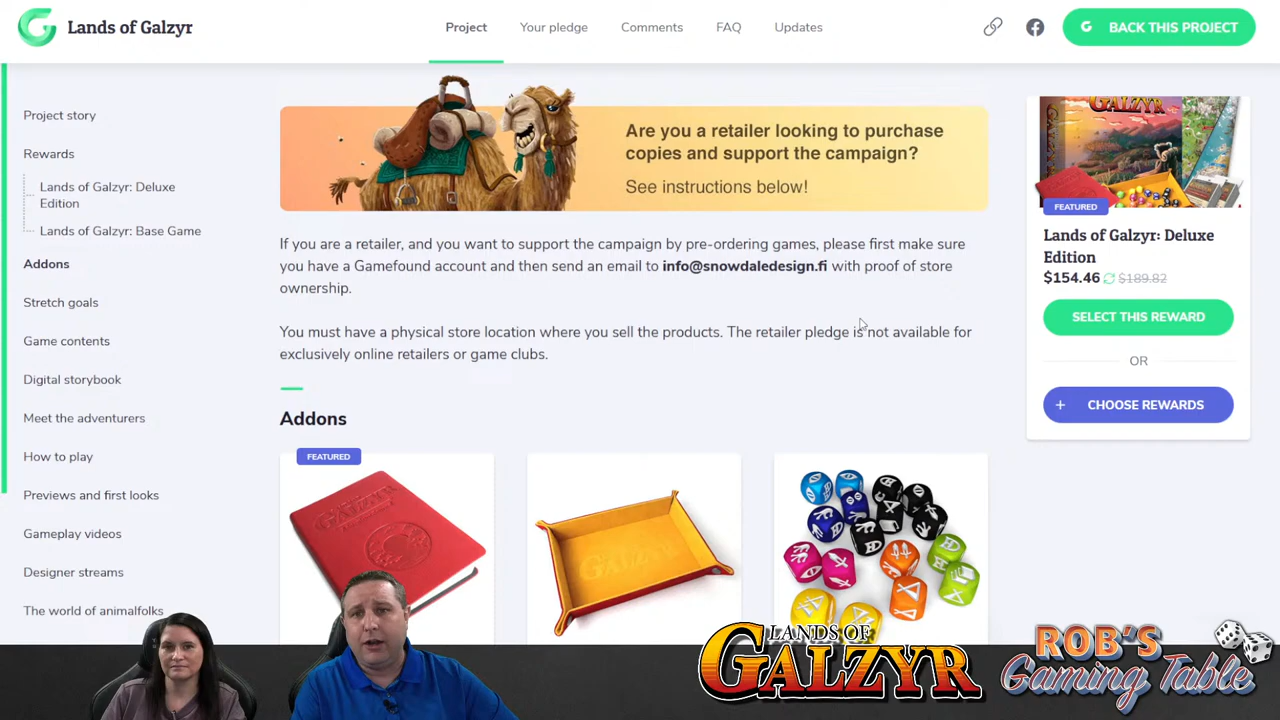 Lands of Galzyr
Project
Your pledge
Comments
FAQ
Updates
BACK THIS PROJECT
Project story
Rewards
Lands of Galzyr: Deluxe
Edition
Lands of Galzyr: Base Game
Addons
Stretch goals
Game contents
Digital storybook
Meet the adventurers
How to play
Previews and first looks
Gameplay videos
Designer streams
The world of animalfolks
Are you a retailer looking to purchase
copies and support the campaign?
See instructions below!
If you are a retailer, and you want to support the campaign by pre-ordering games, please first make sure
you have a Gamefound account and then send an email to info@snowdaledesign.fi with proof of store
ownership.
You must have a physical store location where you sell the products. The retailer pledge is not available for
exclusively online retailers or game clubs.
Addons
FEATURED
GALZYR
GALZYR
GALZYR
FEATURED
Lands of Galzyr: Deluxe
Edition
$154.46 $189.82
SELECT THIS REWARD
OR
+ CHOOSE REWARDS
LANDS OF
GALZYR
ROB'S
Gaming Table